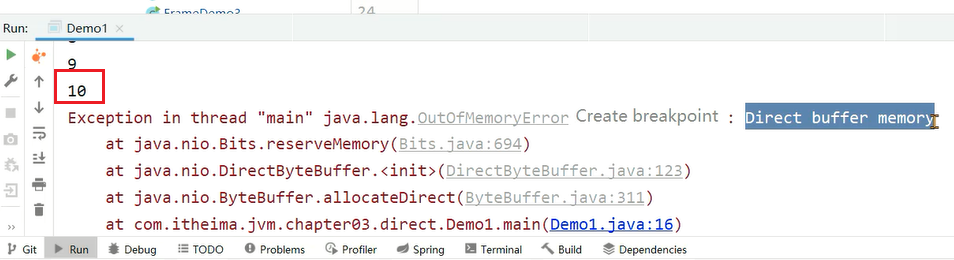 FrameDemo3
24
Run: Demo1
9
10
Exception in thread "main" java.lang.OutOfMemoryError Create breakpoint : Direct buffer memory
at java.nio.Bits.reserveMemory(Bits.java:694)
at java.nio.DirectByteBuffer.<init>(DirectByteBuffer.java:123)
at java.nio.ByteBuffer.allocateDirect(ByteBuffer.java:311)
at com.itheima.jvm.chapter03.direct.Demo1.main(Demo1.java:16)
Git Run Debug TODO Problems Profiler Spring Terminal Build Dependencies